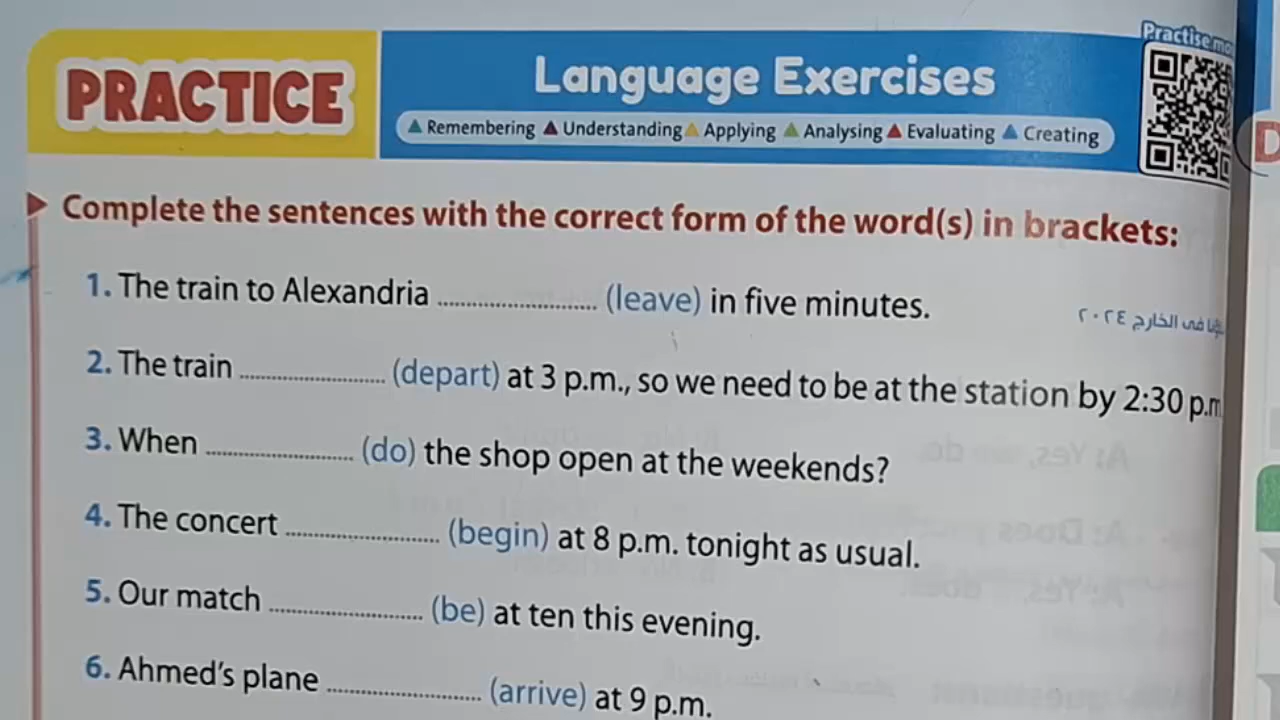 Practise
PRACTICE
Language Exercises
Remembering Understanding Applying Analysing Evaluating Creating
Complete the sentences with the correct form of the word(s) in brackets:
1. The train to Alexandria ........................... (leave) in five minutes.
في الخارج ٢٠٢٤
2. The train ........................... (depart) at 3 p.m., so we need to be at the station by 2:30 p.m
3. When ........................... (do) the shop open at the weekends?
4. The concert ........................... (begin) at 8 p.m. tonight as usual.
5. Our match ........................... (be) at ten this evening.
6. Ahmed's plane ........................... (arrive) at 9 p.m.